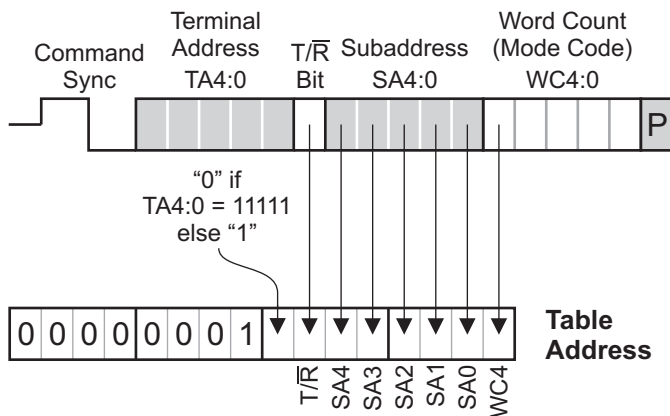 Terminal
Address
TA4:0
Command
Sync
T/R̅
Bit
Subaddress
SA4:0
Word Count
(Mode Code)
WC4:0
P
“0” if
TA4:0 = 11111
else “1”
0 0 0 0 0 0 0 1
Table
Address
T/R̅
SA4
SA3
SA2
SA1
SA0
WC4